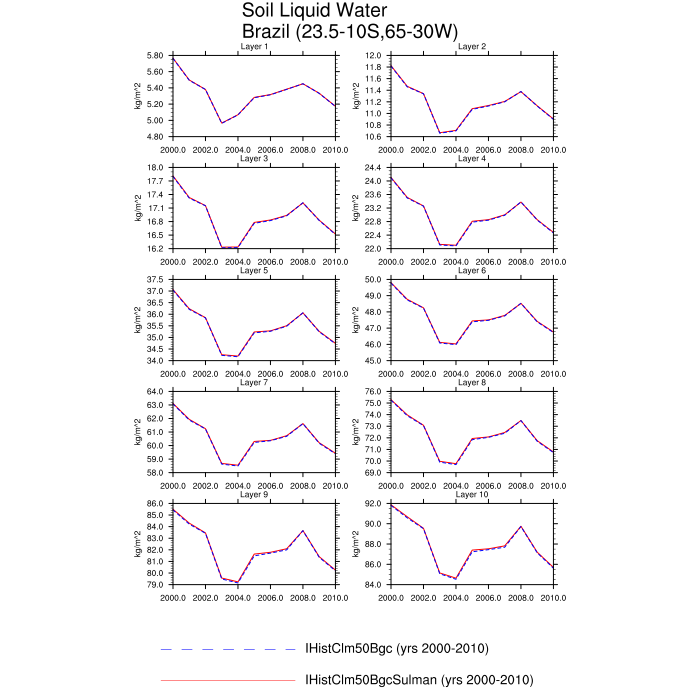 Soil Liquid Water
Brazil (23.5-10S,65-30W)
Layer 1
5.80
5.60
5.40
5.20
5.00
4.80
kg/m^2
2000.0 2002.0 2004.0 2006.0 2008.0 2010.0
Layer 2
12.0
11.8
11.6
11.4
11.2
11.0
10.8
10.6
kg/m^2
2000.0 2002.0 2004.0 2006.0 2008.0 2010.0
Layer 3
18.0
17.7
17.4
17.1
16.8
16.5
16.2
kg/m^2
2000.0 2002.0 2004.0 2006.0 2008.0 2010.0
Layer 4
24.4
24.0
23.6
23.2
22.8
22.4
22.0
kg/m^2
2000.0 2002.0 2004.0 2006.0 2008.0 2010.0
Layer 5
37.5
37.0
36.5
36.0
35.5
35.0
34.5
34.0
kg/m^2
2000.0 2002.0 2004.0 2006.0 2008.0 2010.0
Layer 6
50.0
49.0
48.0
47.0
46.0
45.0
kg/m^2
2000.0 2002.0 2004.0 2006.0 2008.0 2010.0
Layer 7
64.0
63.0
62.0
61.0
60.0
59.0
58.0
kg/m^2
2000.0 2002.0 2004.0 2006.0 2008.0 2010.0
Layer 8
76.0
75.0
74.0
73.0
72.0
71.0
70.0
69.0
kg/m^2
2000.0 2002.0 2004.0 2006.0 2008.0 2010.0
Layer 9
86.0
85.0
84.0
83.0
82.0
81.0
80.0
79.0
kg/m^2
2000.0 2002.0 2004.0 2006.0 2008.0 2010.0
Layer 10
92.0
90.0
88.0
86.0
84.0
kg/m^2
2000.0 2002.0 2004.0 2006.0 2008.0 2010.0
IHistClm50Bgc (yrs 2000-2010)
IHistClm50BgcSulman (yrs 2000-2010)